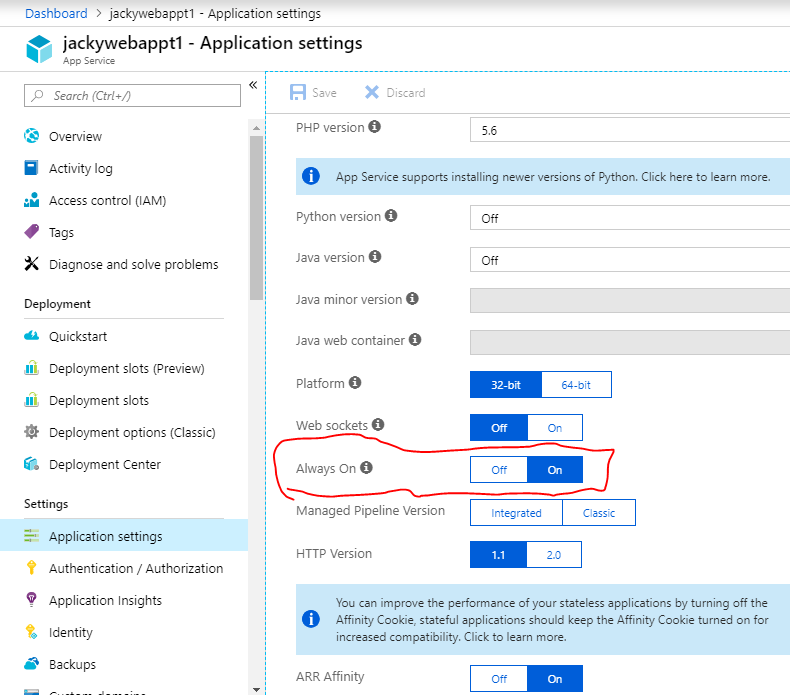 Dashboard > jackywebappt1 - Application settings
jackywebappt1 - Application settings
App Service
Search (Ctrl+/)
«
Overview
Activity log
Access control (IAM)
Tags
Diagnose and solve problems
Deployment
Quickstart
Deployment slots (Preview)
Deployment slots
Deployment options (Classic)
Deployment Center
Settings
Application settings
Authentication / Authorization
Application Insights
Identity
Backups
Custom domains
Save Discard
PHP version 5.6
App Service supports installing newer versions of Python. Click here to learn more.
Python version Off
Java version Off
Java minor version
Java web container
Platform 32-bit 64-bit
Web sockets Off On
Always On Off On
Managed Pipeline Version Integrated Classic
HTTP Version 1.1 2.0
You can improve the performance of your stateless applications by turning off the
Affinity Cookie, stateful applications should keep the Affinity Cookie turned on for
increased compatibility. Click to learn more.
ARR Affinity Off On